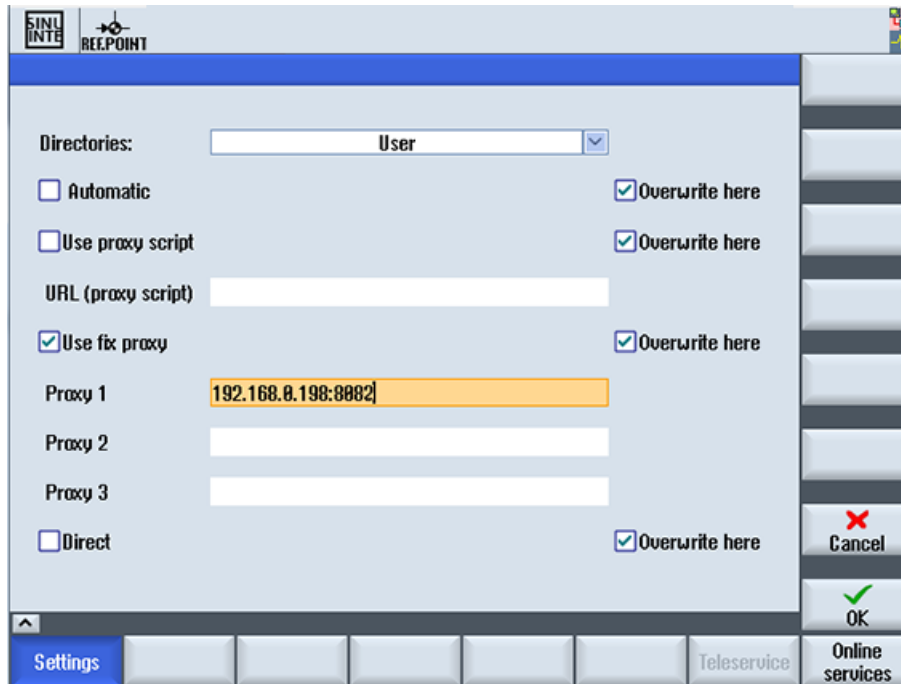 SINU
INTE
REF.POINT
Directories: User
Automatic Overwrite here
Use proxy script Overwrite here
URL (proxy script)
Use fix proxy Overwrite here
Proxy 1 192.168.0.198:8082
Proxy 2
Proxy 3
Direct Overwrite here
Cancel
OK
Settings Teleservice Online services